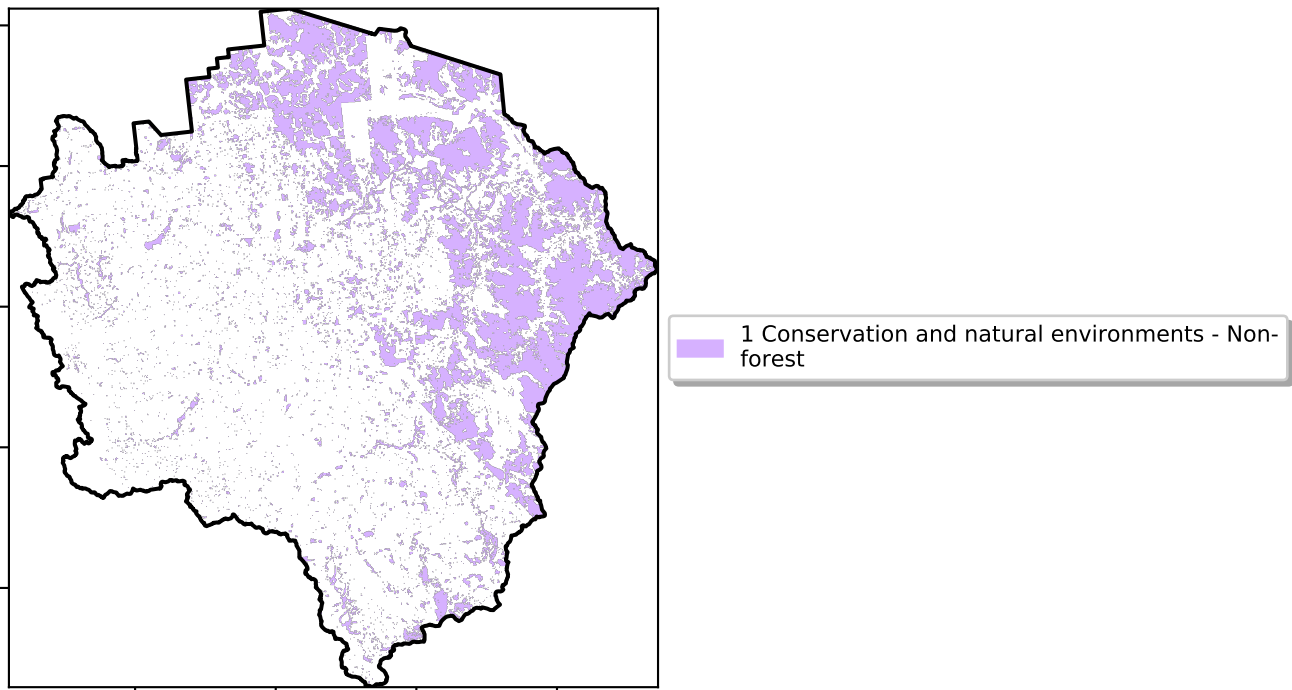 1 Conservation and natural environments - Non-
forest